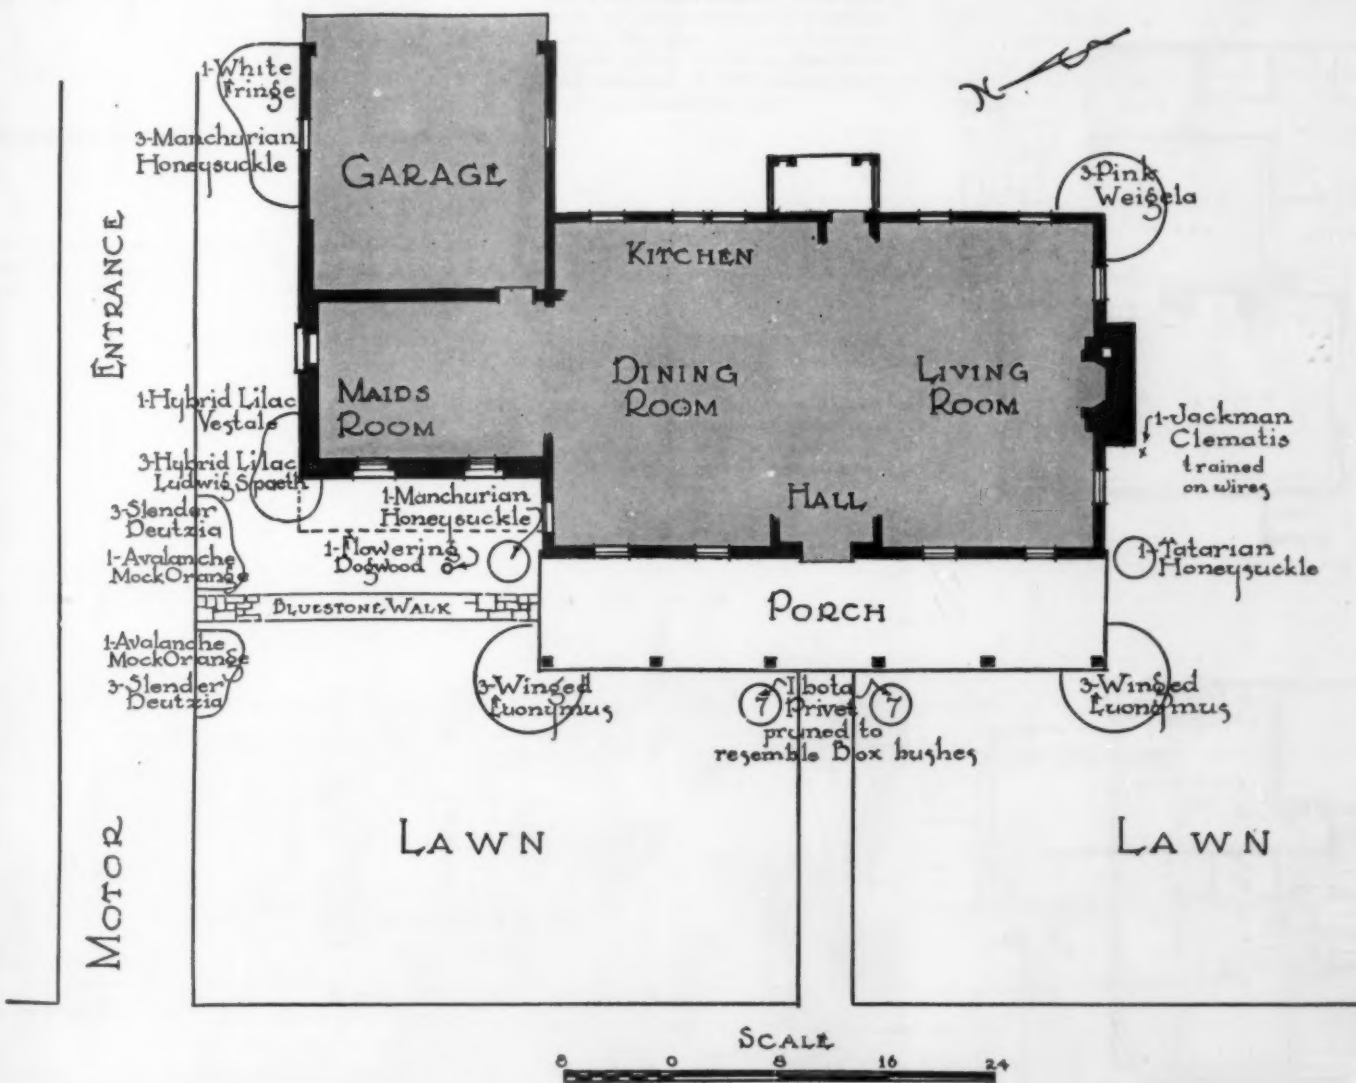 1-White
Fringe
3-Manchurian
Honeysuckle
GARAGE
N
3-Pink
Weigela
KITCHEN
ENTRANCE
DINING
ROOM
LIVING
ROOM
MAIDS
ROOM
1-Hybrid Lilac
Vestale
1-Jackman
Clematis
trained
on wires
x
3-Hybrid Lilac
Ludwig Spaeth
1-Manchurian
Honeysuckle
HALL
3-Slender
Deutzia
1-Flowering
Dogwood
1-Avalanche
MockOrange
1-Tatarian
Honeysuckle
BLUESTONE WALK
PORCH
1-Avalanche
MockOrange
3-Slender
Deutzia
3-Winged
Euonymus
7
Ibota
Privet
pruned to
resemble Box bushes
7
3-Winged
Euonymus
LAWN
LAWN
MOTOR
SCALE
8 0 8 16 24